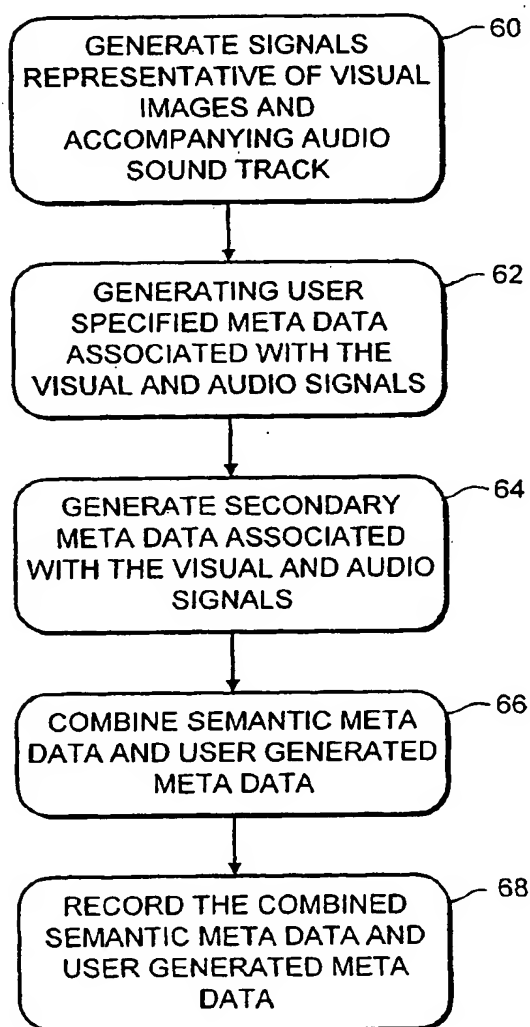 GENERATE SIGNALS
REPRESENTATIVE OF VISUAL
IMAGES AND
ACCOMPANYING AUDIO
SOUND TRACK
60
GENERATING USER
SPECIFIED META DATA
ASSOCIATED WITH THE
VISUAL AND AUDIO SIGNALS
62
GENERATE SECONDARY
META DATA ASSOCIATED
WITH THE VISUAL AND AUDIO
SIGNALS
64
COMBINE SEMANTIC META
DATA AND USER GENERATED
META DATA
66
RECORD THE COMBINED
SEMANTIC META DATA AND
USER GENERATED META
DATA
68